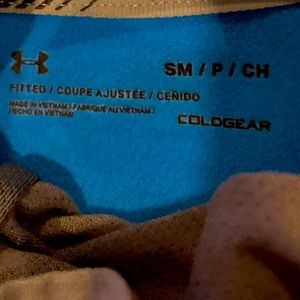 SM / P / CH
FITTED / COUPE AJUSTÉE / CEÑIDO
MADE IN VIETNAM / FABRIQUÉ AU VIETNAM /
HECHO EN VIETNAM
COLDGEAR